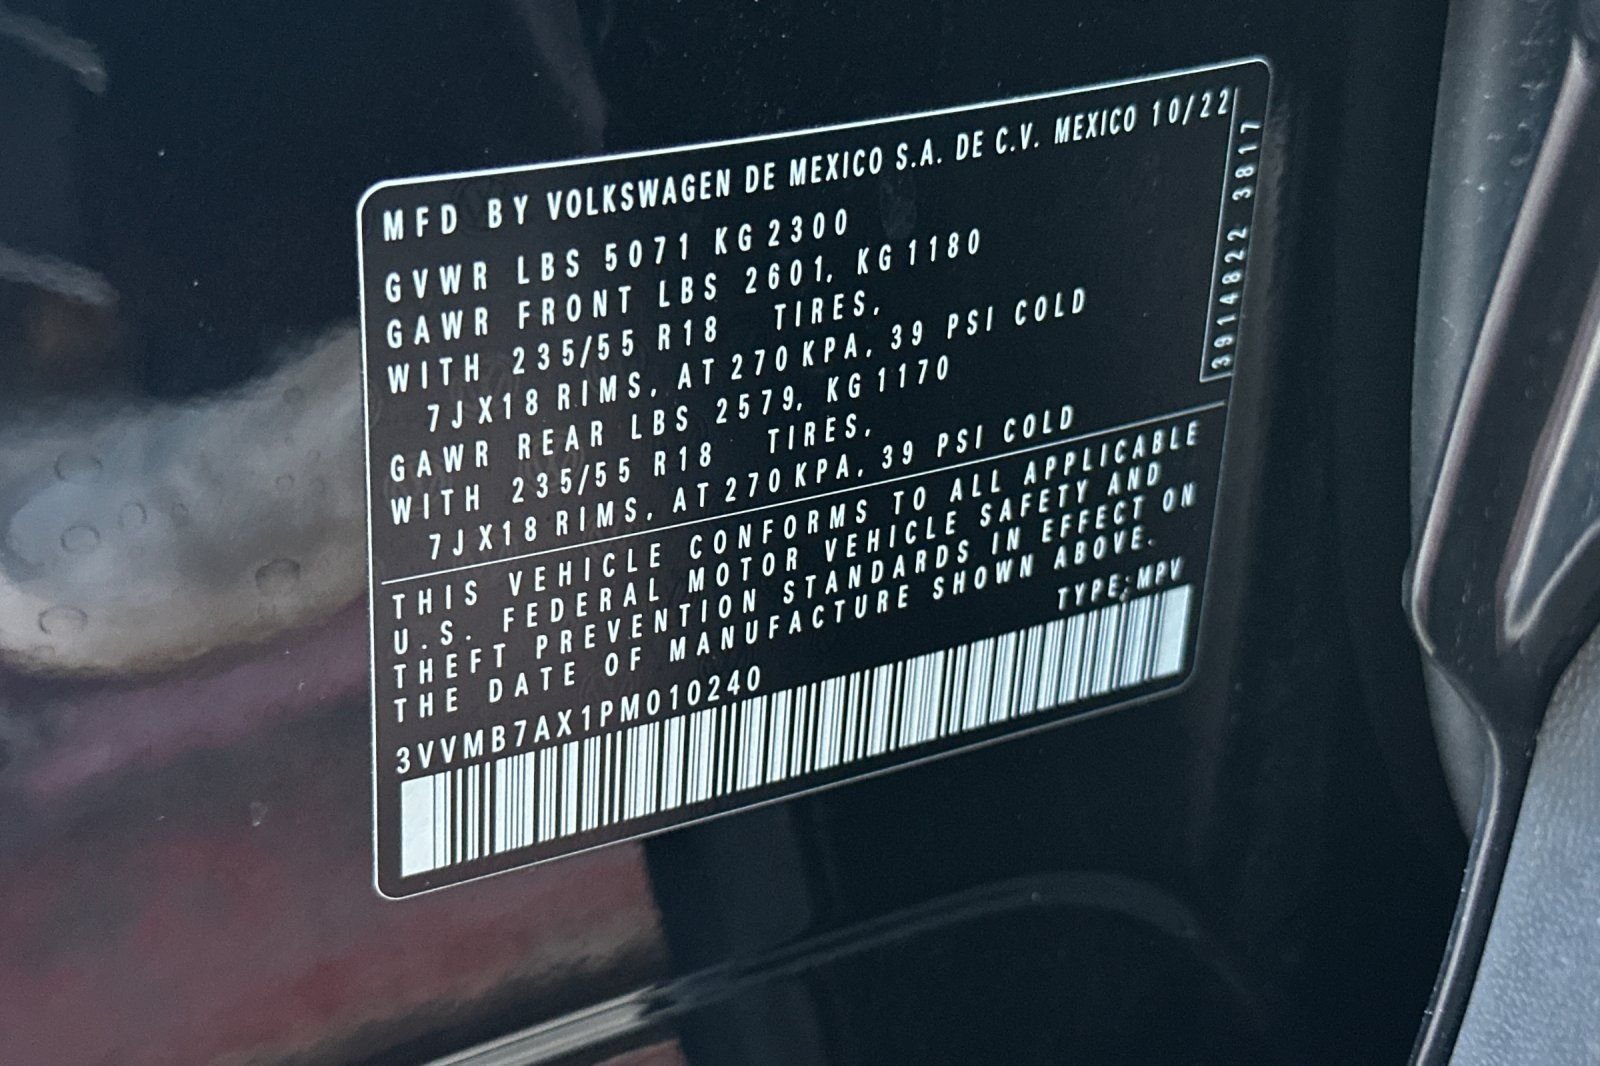 MFD BY VOLKSWAGEN DE MEXICO S.A. DE C.V. MEXICO 10/22
GVWR LBS 5071 KG 2300
GAWR FRONT LBS 2601, KG 1180
WITH 235/55 R18 TIRES,
7JX18 RIMS, AT 270 KPA, 39 PSI COLD
GAWR REAR LBS 2579, KG 1170
WITH 235/55 R18 TIRES,
7JX18 RIMS, AT 270 KPA, 39 PSI COLD
THIS VEHICLE CONFORMS TO ALL APPLICABLE
U.S. FEDERAL MOTOR VEHICLE SAFETY AND
THEFT PREVENTION STANDARDS IN EFFECT ON
THE DATE OF MANUFACTURE SHOWN ABOVE.
TYPE; MPV
3VVMB7AX1PM010240
3914822 3817